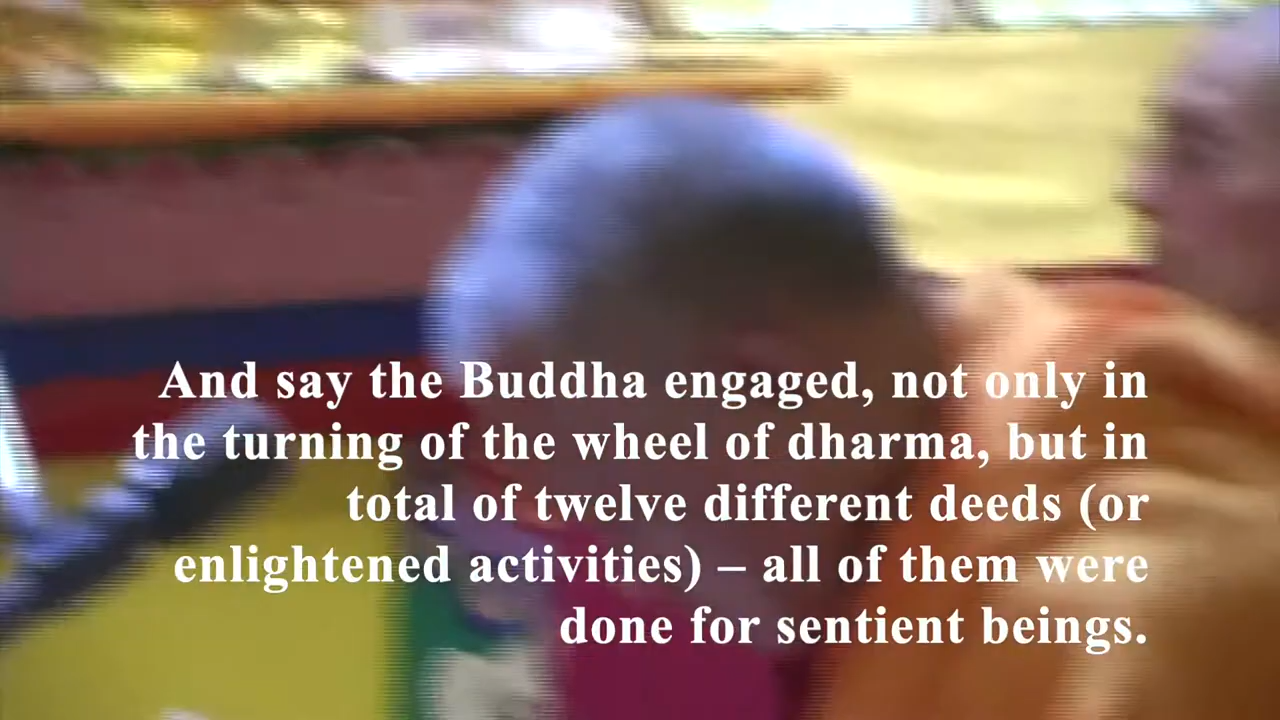 And say the Buddha engaged, not only in
the turning of the wheel of dharma, but in
total of twelve different deeds (or
enlightened activities) – all of them were
done for sentient beings.